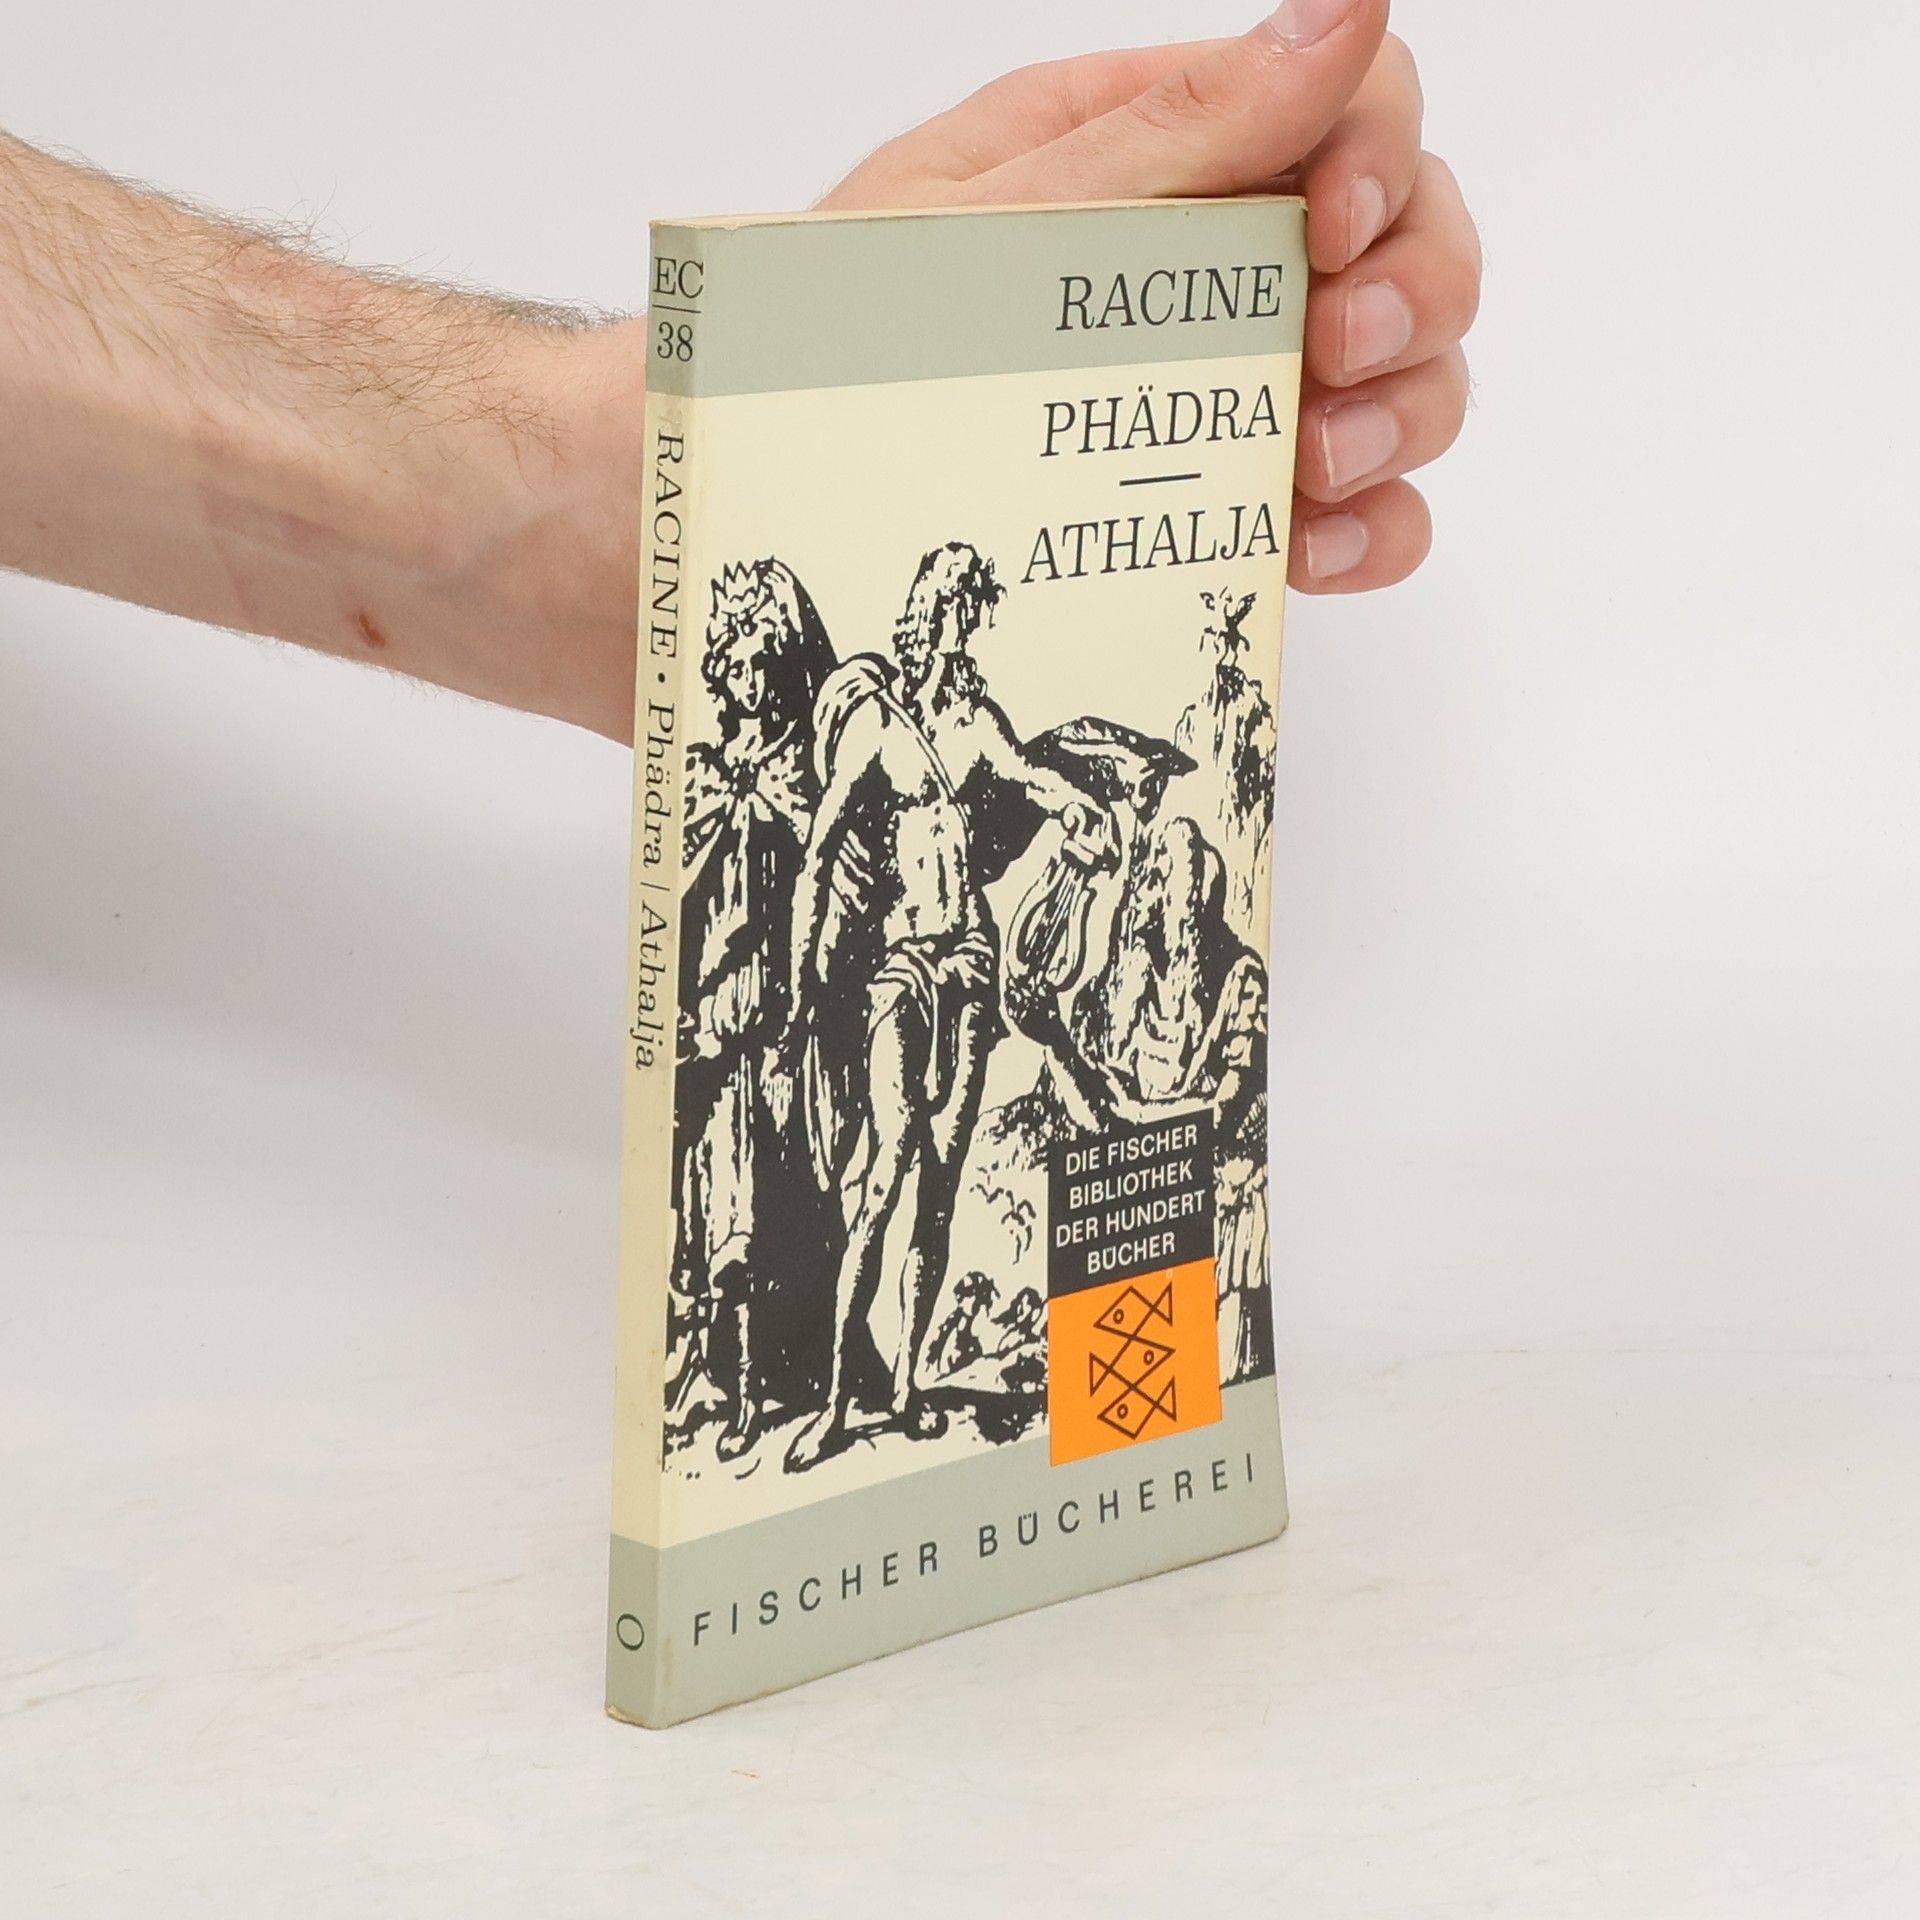 EC
38
RACINE • Phädra | Athalja
O
RACINE
PHÄDRA
ATHALJA
DIE FISCHER
BIBLIOTHEK
DER HUNDERT
BÜCHER
FISCHER BÜCHEREI